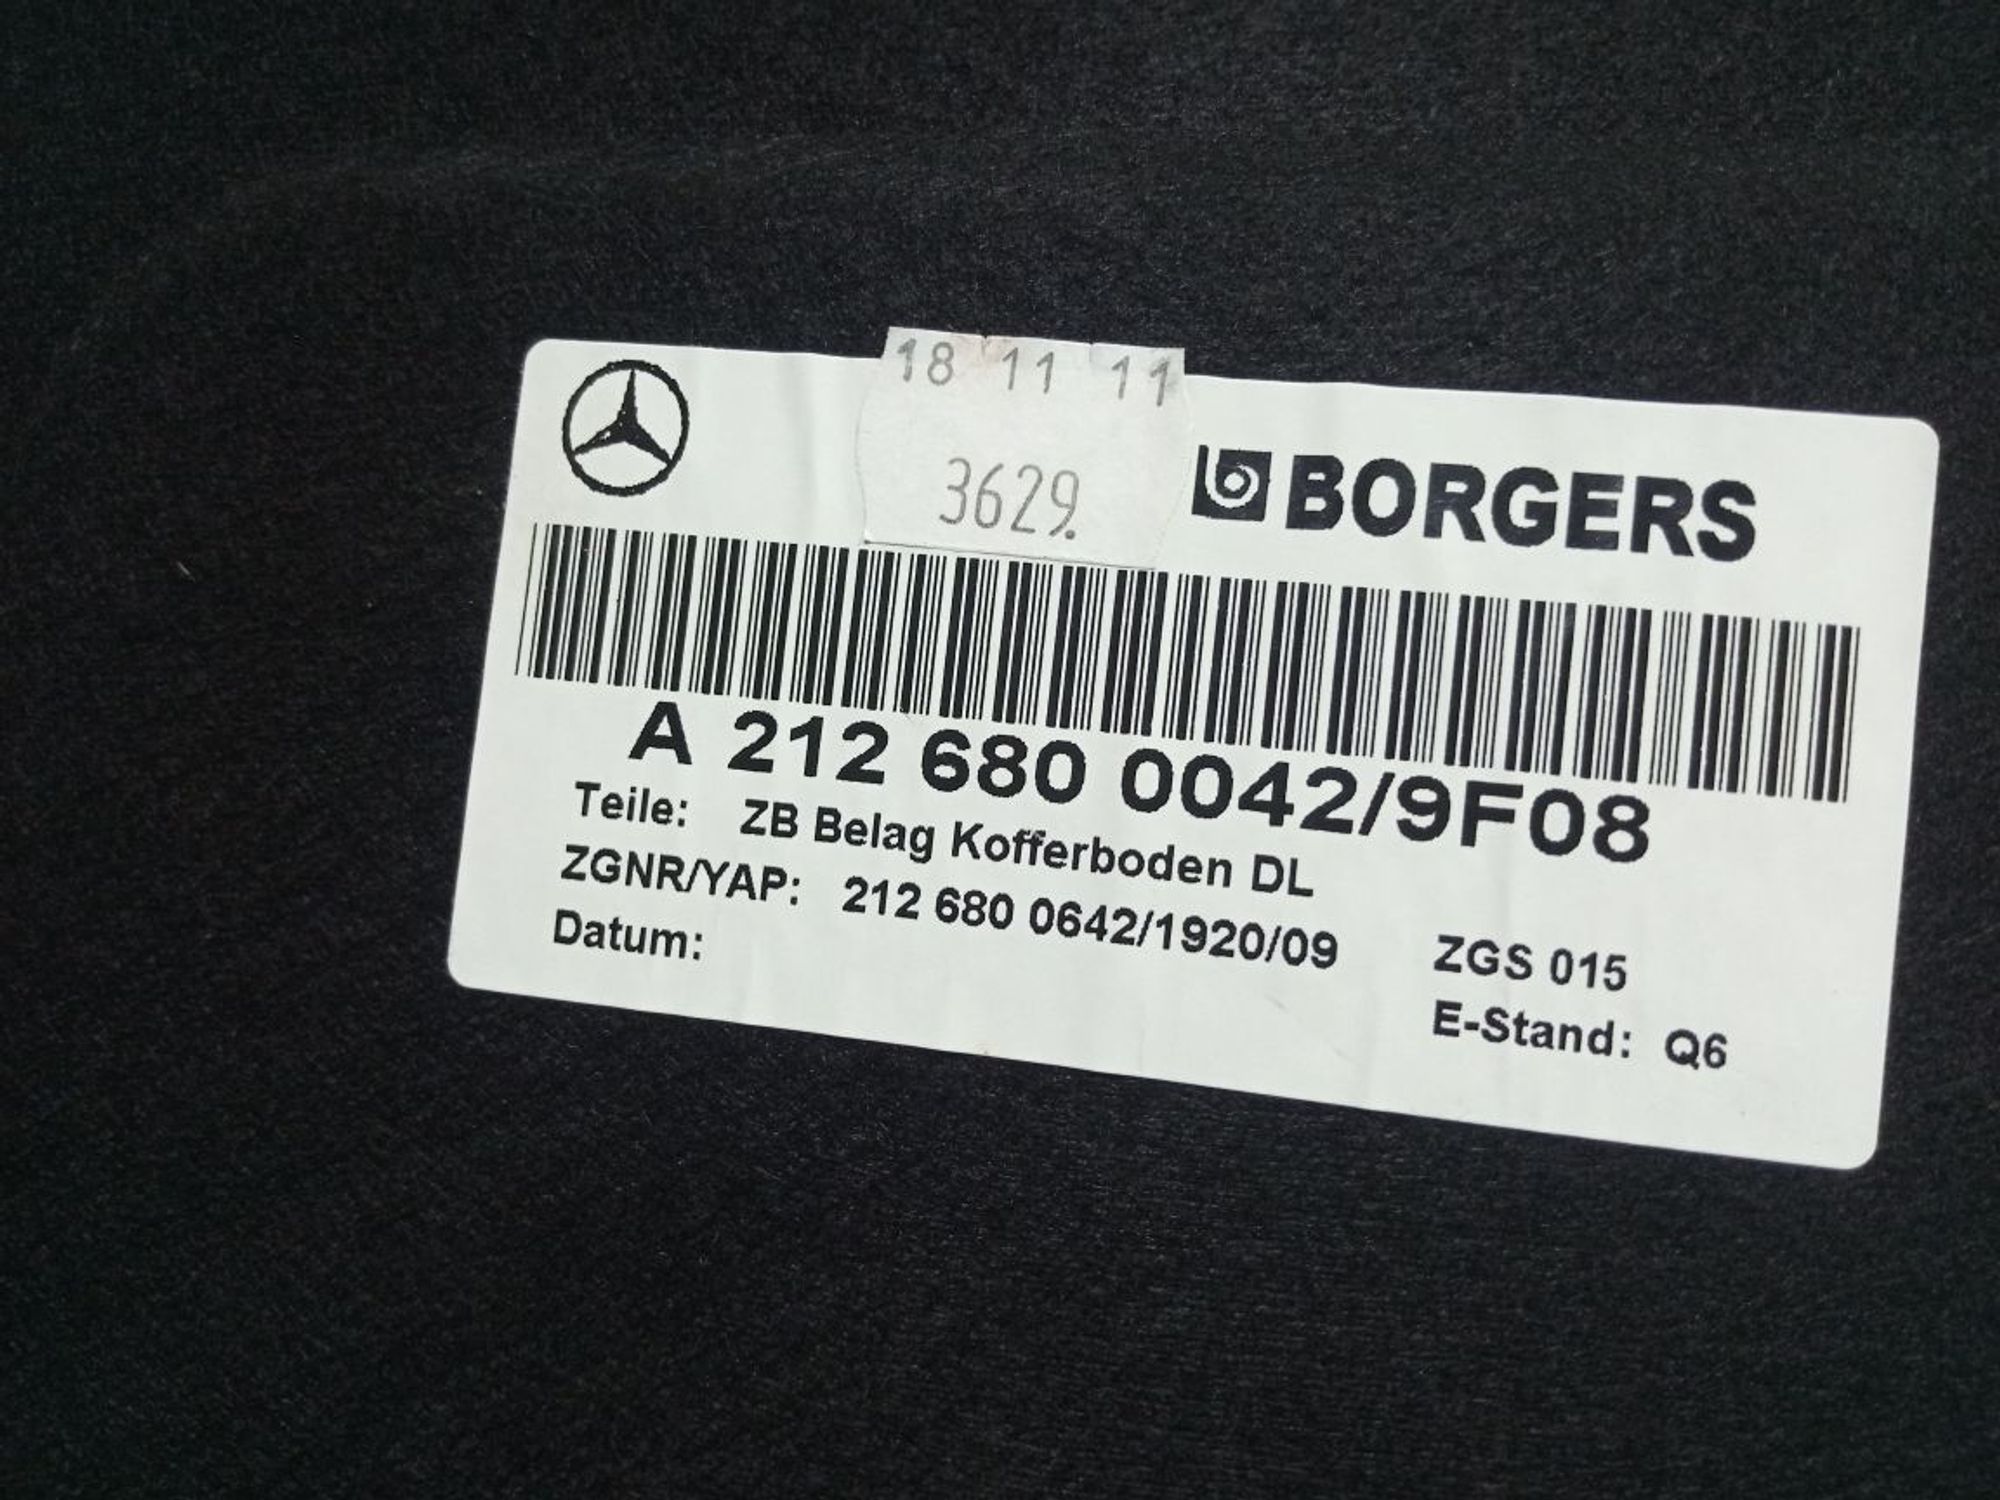 18 11 11
3629.
BORGERS
A 212 680 0042/9F08
Teile: ZB Belag Kofferboden DL
ZGNR/YAP: 212 680 0642/1920/09 ZGS 015
Datum: E-Stand: Q6